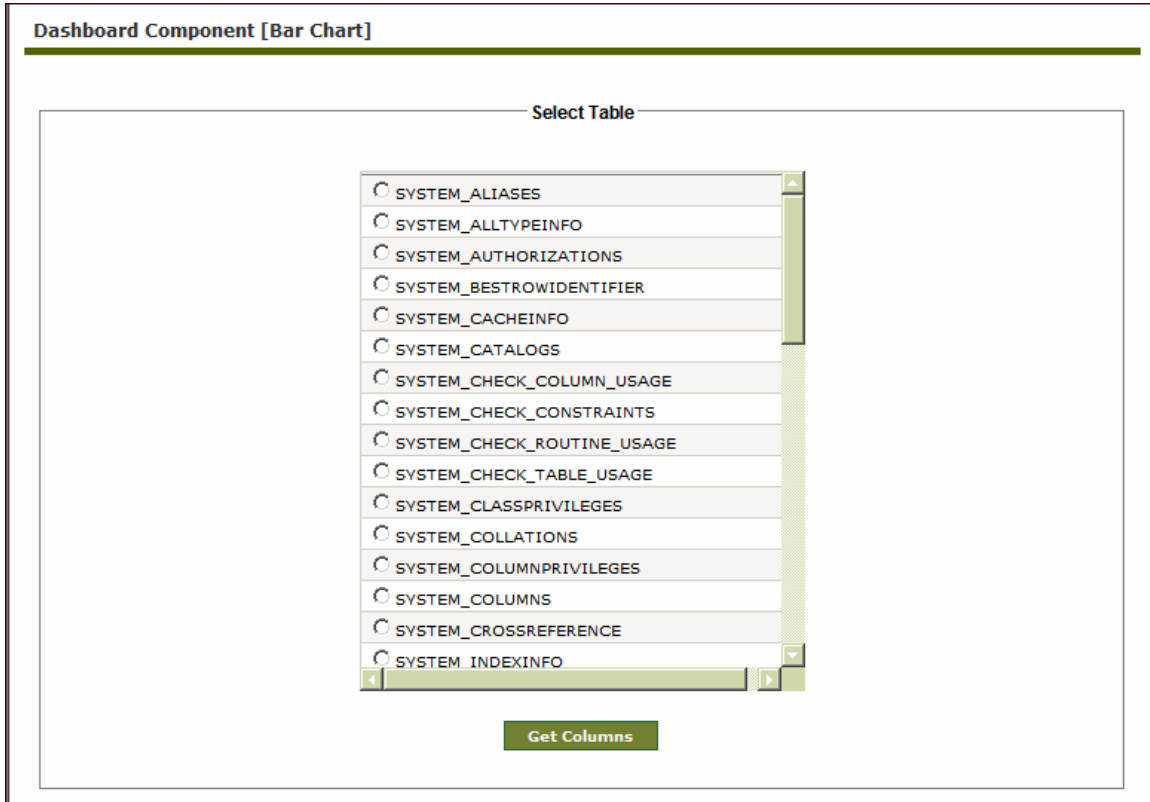 Dashboard Component [Bar Chart]
Select Table
SYSTEM_ALIASES
SYSTEM_ALLTYPEINFO
SYSTEM_AUTHORIZATIONS
SYSTEM_BESTROWIDENTIFIER
SYSTEM_CACHEINFO
SYSTEM_CATALOGS
SYSTEM_CHECK_COLUMN_USAGE
SYSTEM_CHECK_CONSTRAINTS
SYSTEM_CHECK_ROUTINE_USAGE
SYSTEM_CHECK_TABLE_USAGE
SYSTEM_CLASSPRIVILEGES
SYSTEM_COLLATIONS
SYSTEM_COLUMNPRIVILEGES
SYSTEM_COLUMNS
SYSTEM_CROSSREFERENCE
SYSTEM_INDEXINFO
Get Columns